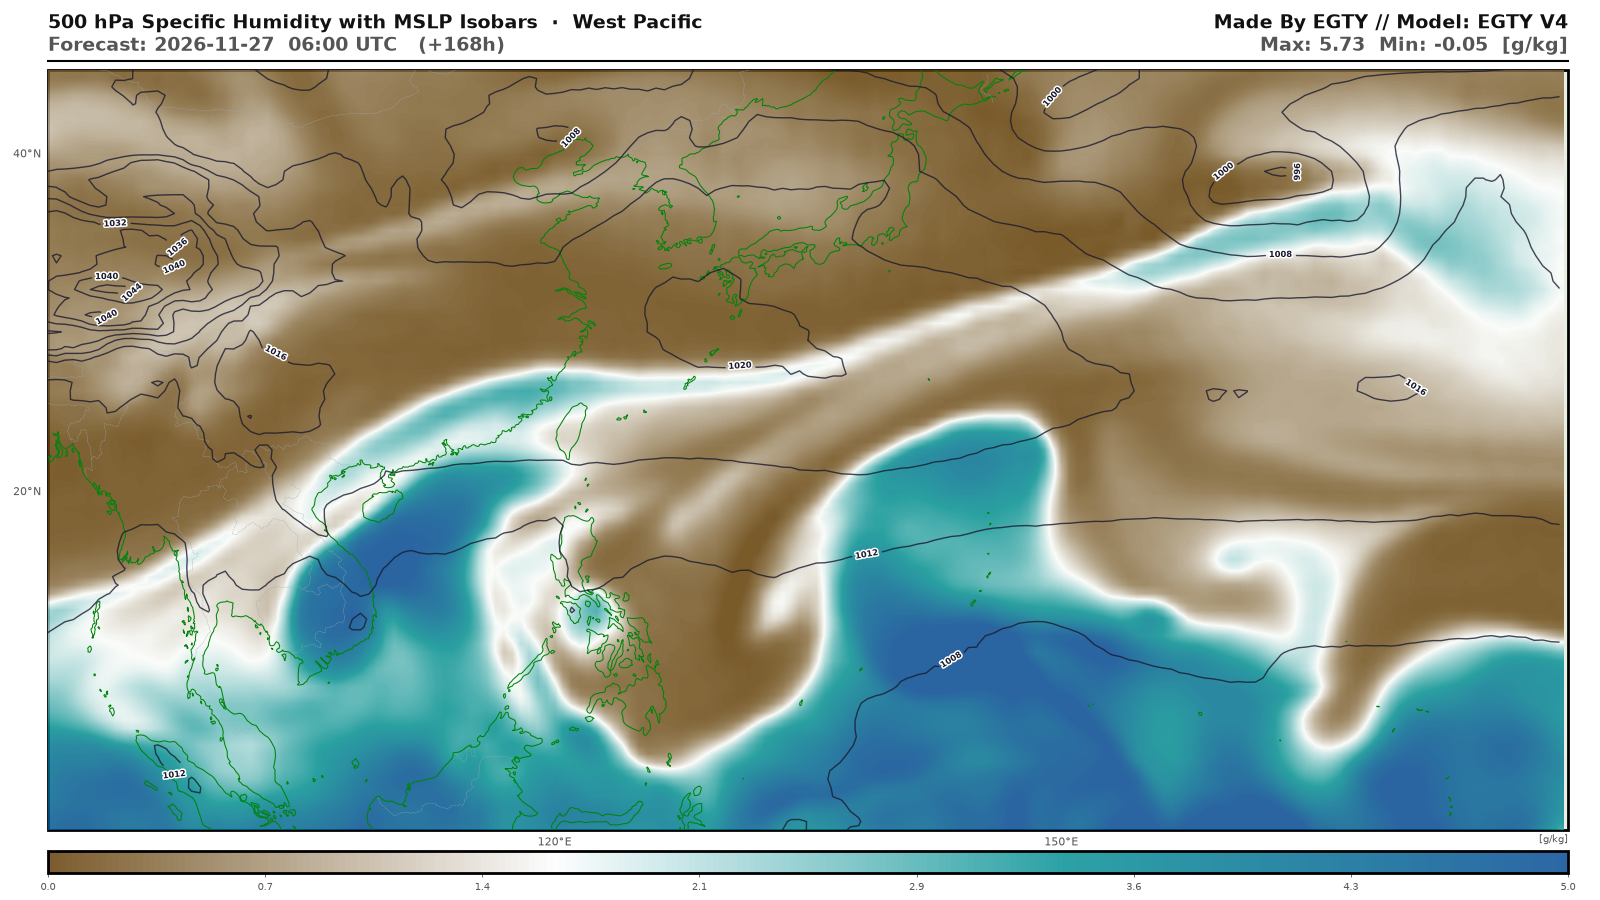 500 hPa Specific Humidity with MSLP Isobars · West Pacific
Made By EGTY // Model: EGTY V4
Forecast: 2026-11-27 06:00 UTC (+168h)
Max: 5.73 Min: -0.05 [g/kg]
1000
1008
40°N
1000
996
1032
1036
1040
1008
1040
1044
1040
1016
1020
1016
20°N
1012
1008
1012
120°E
150°E
[g/kg]
0.0
0.7
1.4
2.1
2.9
3.6
4.3
5.0